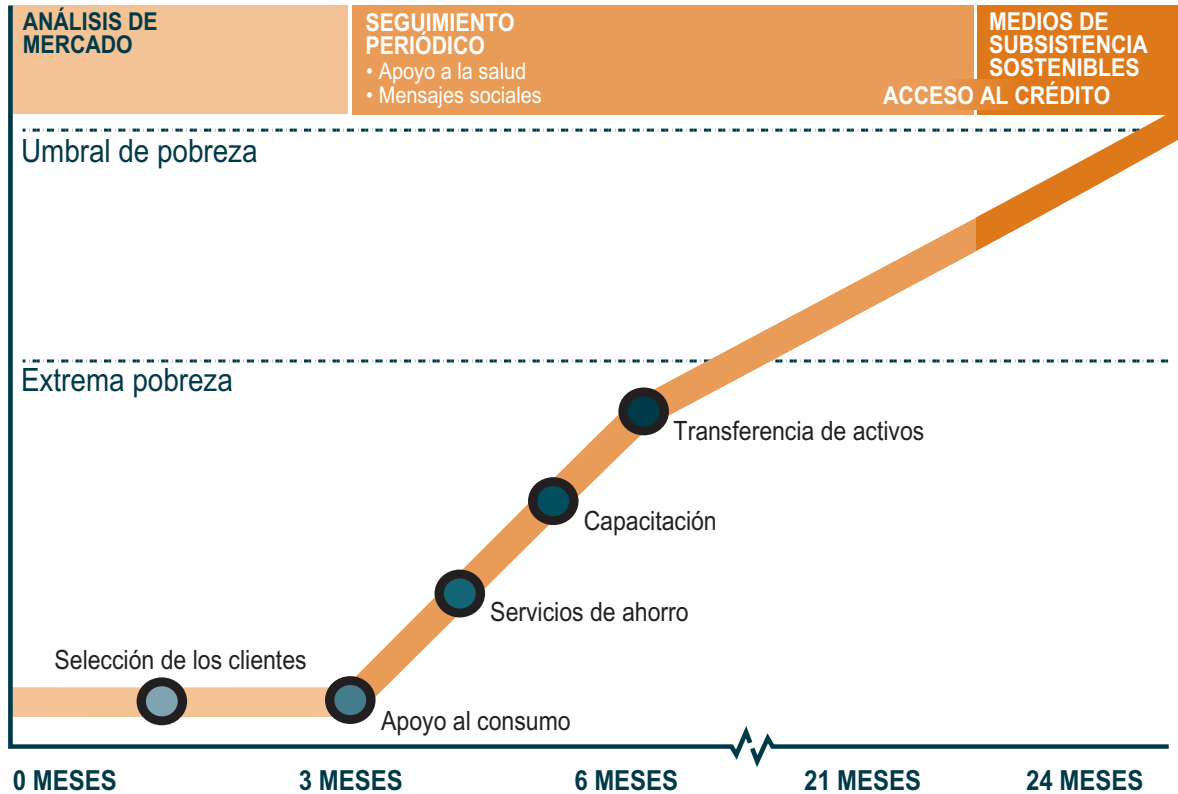 ANÁLISIS DE
MERCADO
SEGUIMIENTO
PERIÓDICO
• Apoyo a la salud
• Mensajes sociales
MEDIOS DE
SUBSISTENCIA
SOSTENIBLES
ACCESO AL CRÉDITO
Umbral de pobreza
Extrema pobreza
Transferencia de activos
Capacitación
Servicios de ahorro
Selección de los clientes
Apoyo al consumo
0 MESES
3 MESES
6 MESES
21 MESES
24 MESES